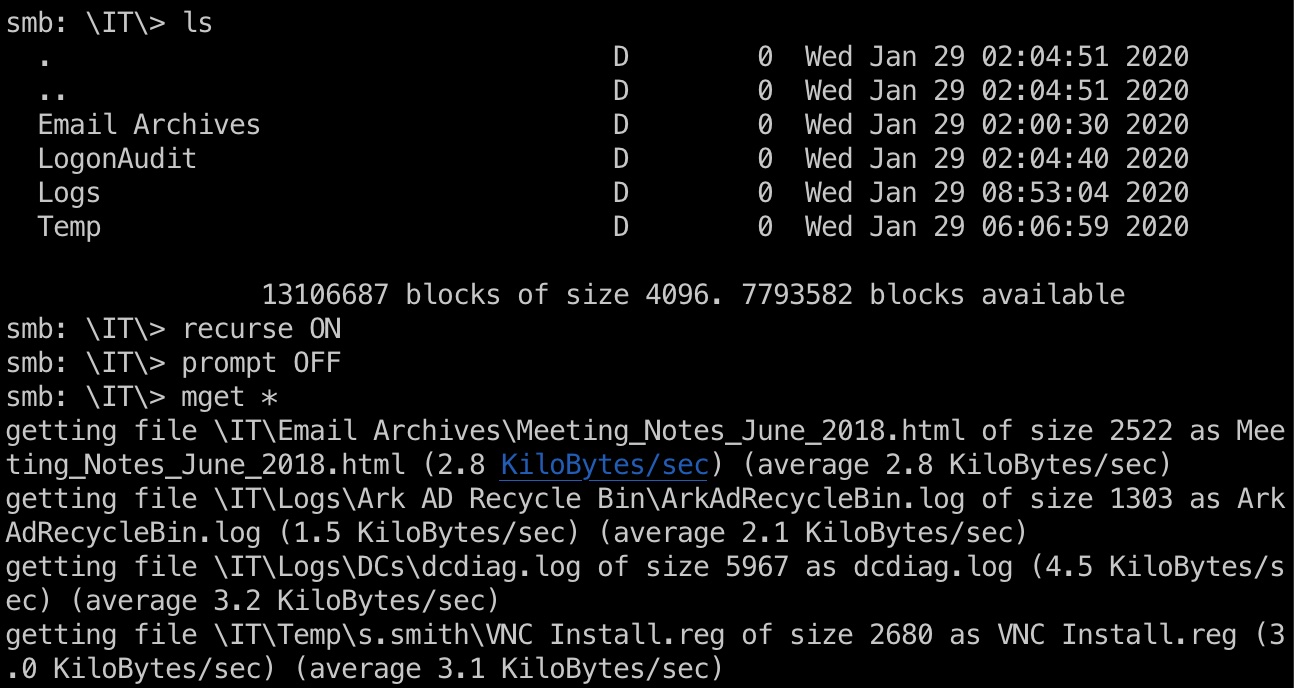 smb: \IT\> ls
  .                                   D        0  Wed Jan 29 02:04:51 2020
  ..                                  D        0  Wed Jan 29 02:04:51 2020
  Email Archives                      D        0  Wed Jan 29 02:00:30 2020
  LogonAudit                          D        0  Wed Jan 29 02:04:40 2020
  Logs                                D        0  Wed Jan 29 08:53:04 2020
  Temp                                D        0  Wed Jan 29 06:06:59 2020
                13106687 blocks of size 4096. 7793582 blocks available
smb: \IT\> recurse ON
smb: \IT\> prompt OFF
smb: \IT\> mget *
getting file \IT\Email Archives\Meeting_Notes_June_2018.html of size 2522 as Mee
ting_Notes_June_2018.html (2.8 KiloBytes/sec) (average 2.8 KiloBytes/sec)
getting file \IT\Logs\Ark AD Recycle Bin\ArkAdRecycleBin.log of size 1303 as Ark
AdRecycleBin.log (1.5 KiloBytes/sec) (average 2.1 KiloBytes/sec)
getting file \IT\Logs\DCs\dcdiag.log of size 5967 as dcdiag.log (4.5 KiloBytes/s
ec) (average 3.2 KiloBytes/sec)
getting file \IT\Temp\s.smith\VNC Install.reg of size 2680 as VNC Install.reg (3
.0 KiloBytes/sec) (average 3.1 KiloBytes/sec)